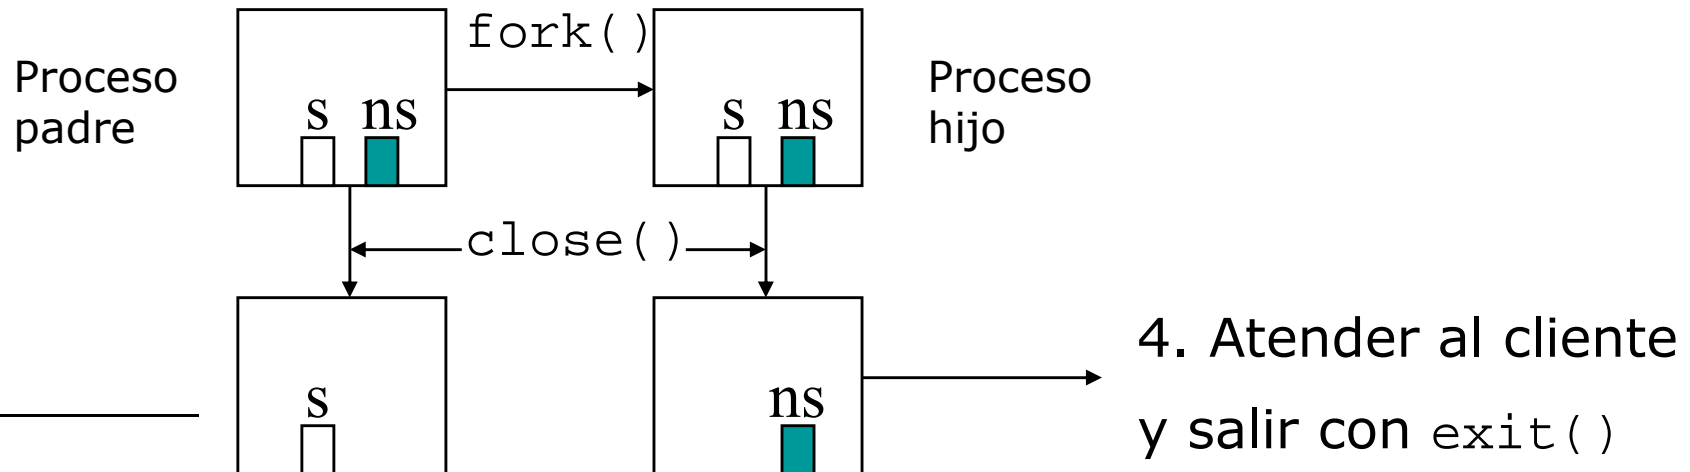 fork()
Proceso
padre
s ns
s ns
Proceso
hijo
close()
s
ns
4. Atender al cliente
y salir con exit()